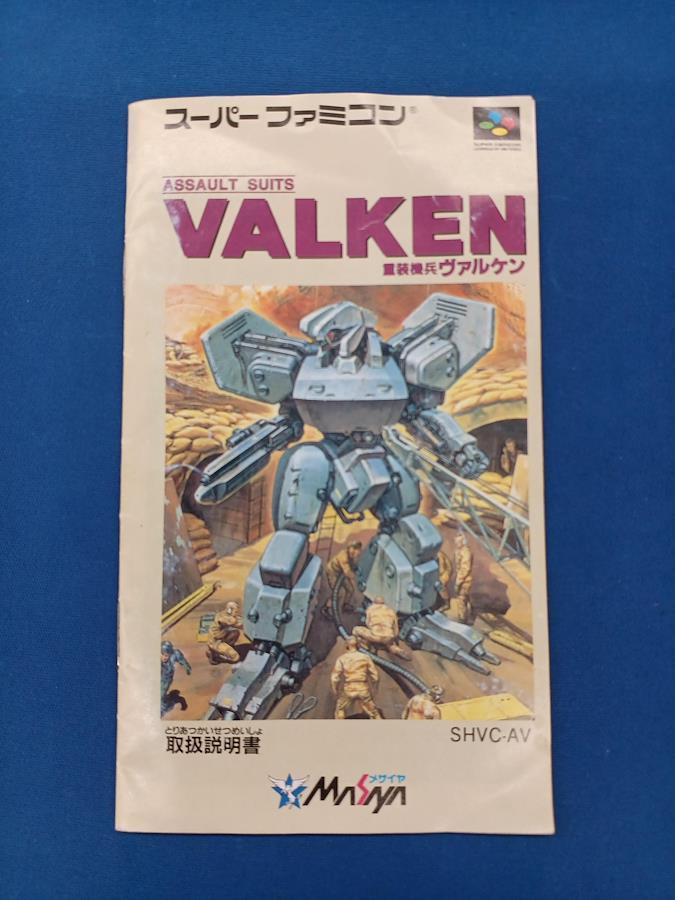 スーパーファミコン®
SUPER FAMICOM
ASSAULT SUITS
VALKEN
重装機兵ヴァルケン
とりあつかいせつめいしょ
取扱説明書
SHVC-AV
メサイヤ
MASAYA